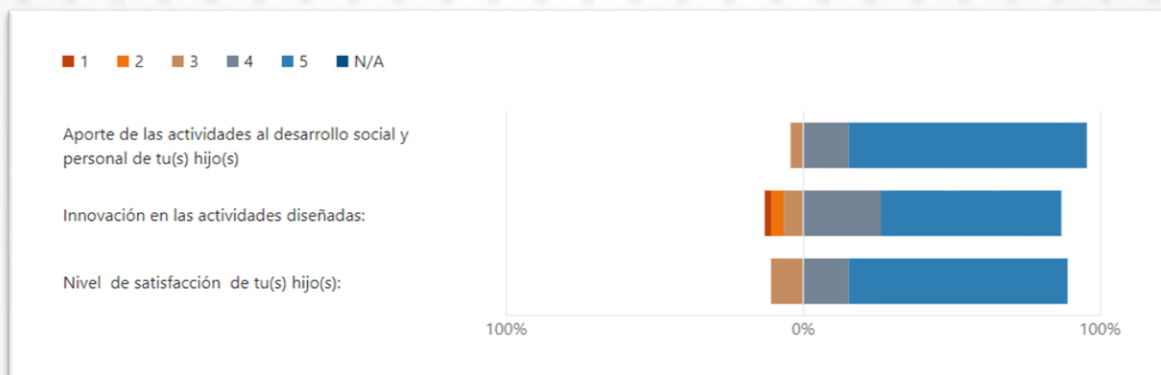 1 2 3 4 5 N/A
Aporte de las actividades al desarrollo social y
personal de tu(s) hijo(s)
Innovación en las actividades diseñadas:
Nivel de satisfacción de tu(s) hijo(s):
100% 0% 100%